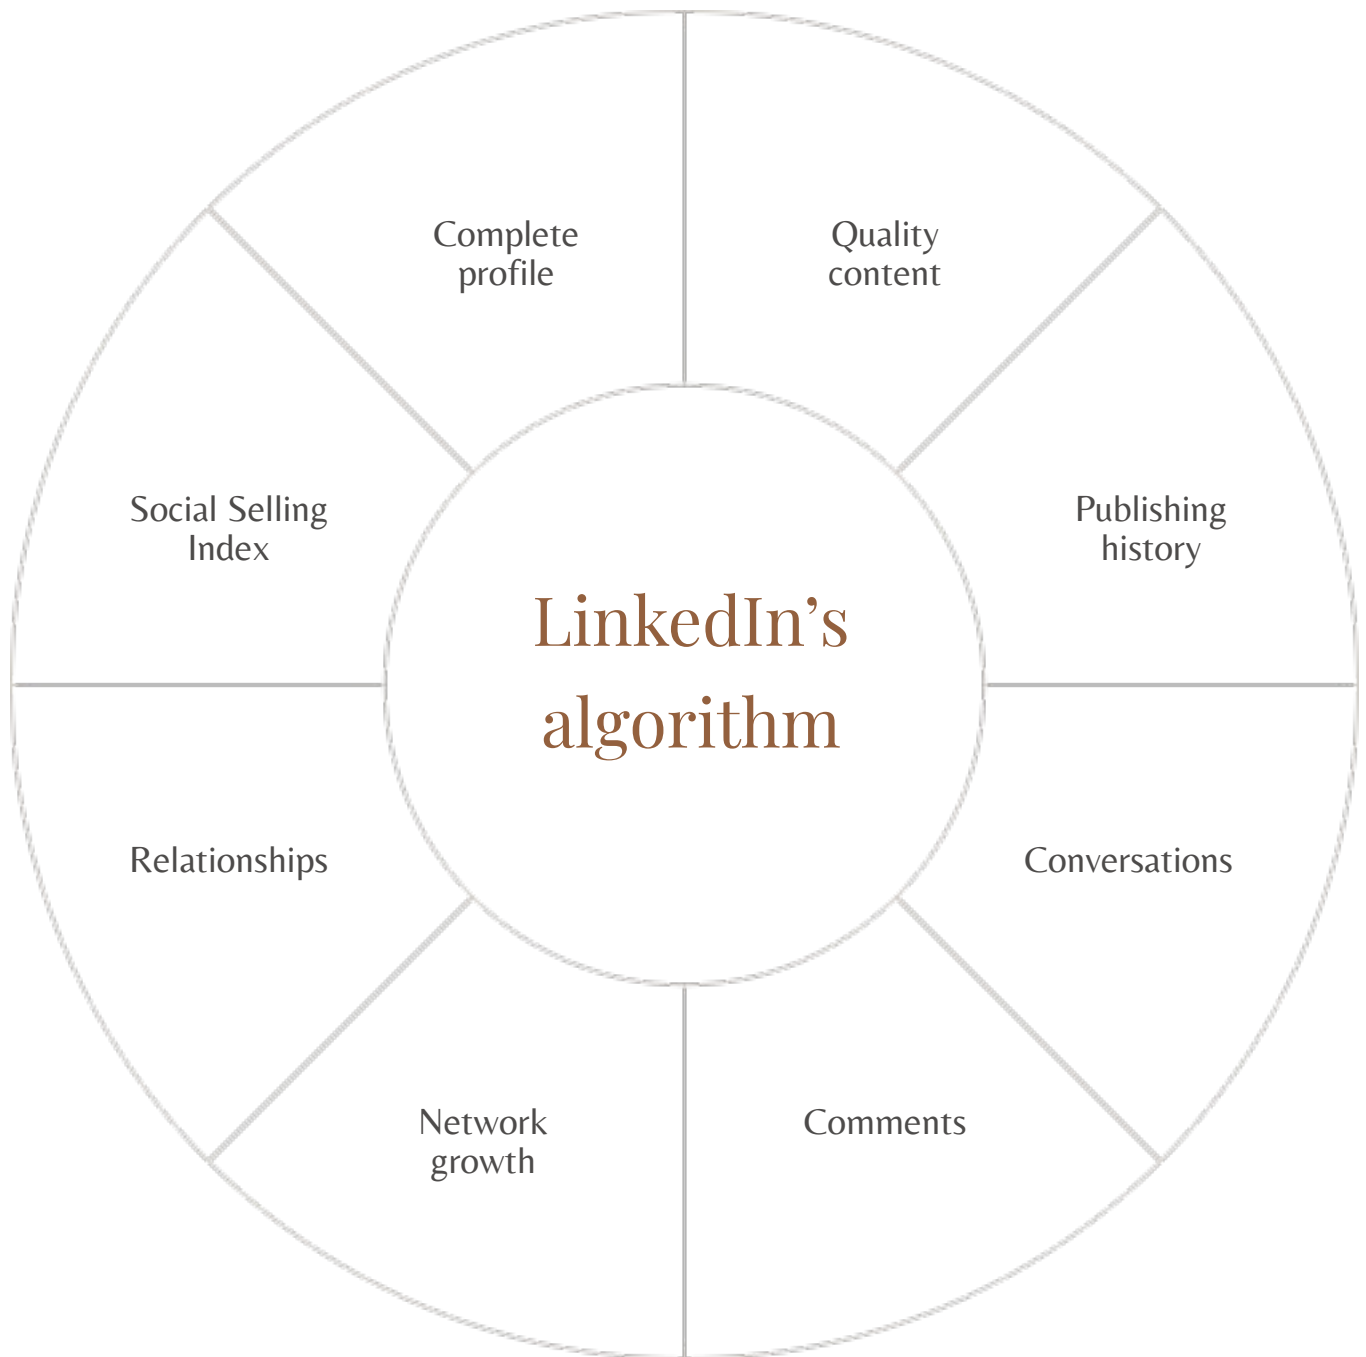 Complete
profile
Quality
content
Social Selling
Index
Publishing
history
LinkedIn’s
algorithm
Relationships
Conversations
Network
growth
Comments